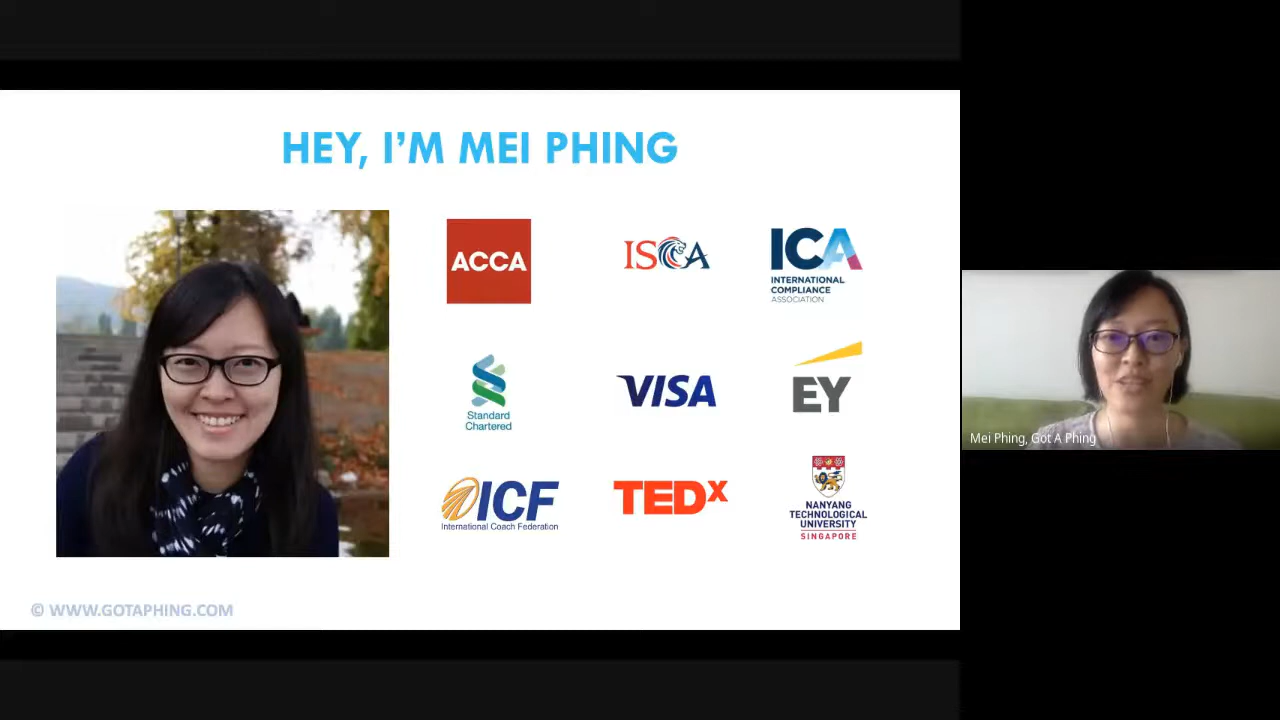 HEY, I'M MEI PHING
ACCA
ISCA
ICA
INTERNATIONAL
COMPLIANCE
ASSOCIATION
Standard
Chartered
VISA
EY
ICF
International Coach Federation
TEDx
NANYANG
TECHNOLOGICAL
UNIVERSITY
SINGAPORE
Mei Phing, Got A Phing
© WWW.GOTAPHING.COM